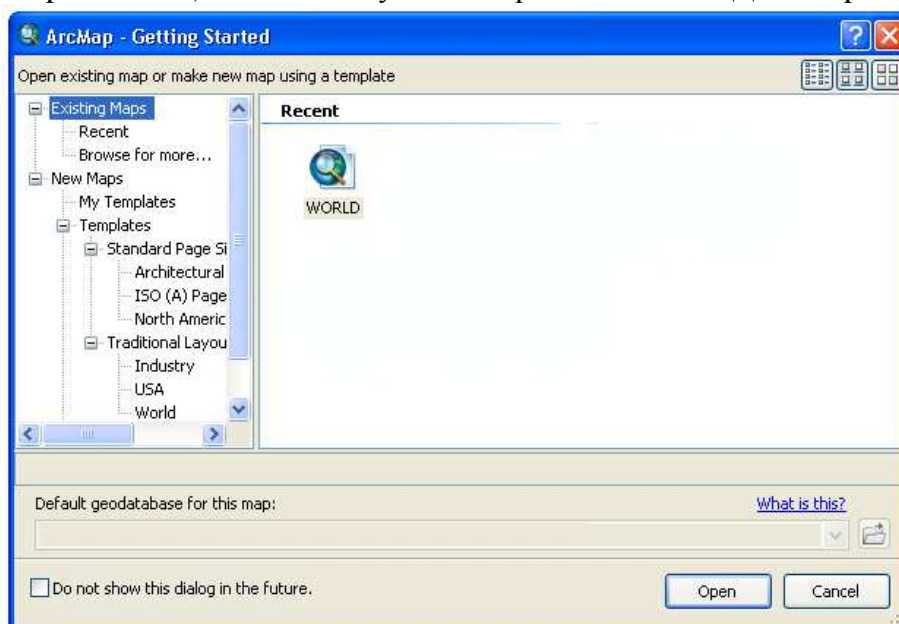 ArcMap - Getting Started
Open existing map or make new map using a template
Existing Maps
Recent
Browse for more...
New Maps
My Templates
Templates
Standard Page Si
Architectural
ISO (A) Page
North Americ
Traditional Layou
Industry
USA
World
Recent
WORLD
Default geodatabase for this map:
What is this?
Do not show this dialog in the future.
Open
Cancel